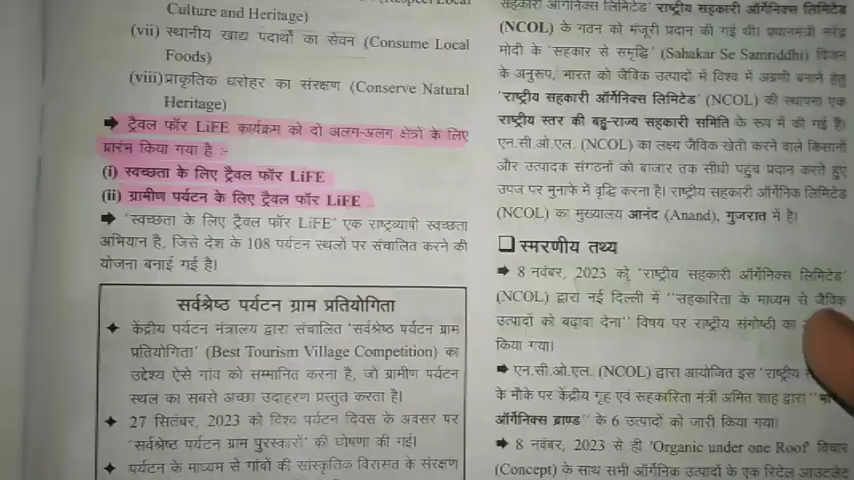 Culture and Heritage)
(vii) स्थानीय खाद्य पदार्थों का सेवन (Consume Local
Foods)
(viii) प्राकृतिक धरोहर का संरक्षण (Conserve Natural
Heritage)
➡ ट्रैवल फॉर LiFE कार्यक्रम को दो अलग-अलग क्षेत्रों के लिए
प्रारंभ किया गया है :-
(i) स्वच्छता के लिए ट्रैवल फॉर LiFE
(ii) ग्रामीण पर्यटन के लिए ट्रैवल फॉर LiFE
➡ 'स्वच्छता के लिए ट्रैवल फॉर LiFE' एक राष्ट्रव्यापी स्वच्छता
अभियान है, जिसे देश के 108 पर्यटन स्थलों पर संचालित करने की
योजना बनाई गई है।
सर्वश्रेष्ठ पर्यटन ग्राम प्रतियोगिता
✦ केंद्रीय पर्यटन मंत्रालय द्वारा संचालित 'सर्वश्रेष्ठ पर्यटन ग्राम
प्रतियोगिता' (Best Tourism Village Competition) का
उद्देश्य ऐसे गांव को सम्मानित करना है, जो ग्रामीण पर्यटन
स्थल का सबसे अच्छा उदाहरण प्रस्तुत करता है।
✦ 27 सितंबर, 2023 को विश्व पर्यटन दिवस के अवसर पर
'सर्वश्रेष्ठ पर्यटन ग्राम पुरस्कारों' की घोषणा की गई।
✦ पर्यटन के माध्यम से गांवों की सांस्कृतिक विरासत के संरक्षण
सहकारी ऑर्गेनिक्स लिमिटेड' राष्ट्रीय सहकारी ऑर्गेनिक्स लिमिटेड
(NCOL) के गठन को मंजूरी प्रदान की गई थी। प्रधानमंत्री नरेंद्र
मोदी के 'सहकार से समृद्धि' (Sahakar Se Samriddhi) विजन
के अनुरूप, भारत को जैविक उत्पादों में विश्व में अग्रणी बनाने हेतु
'राष्ट्रीय सहकारी ऑर्गेनिक्स लिमिटेड' (NCOL) की स्थापना एक
राष्ट्रीय स्तर की बहु-राज्य सहकारी समिति के रूप में की गई है।
एन.सी.ओ.एल. (NCOL) का लक्ष्य जैविक खेती करने वाले किसानों
और उत्पादक संगठनों को बाजार तक सीधी पहुंच प्रदान करते हुए
उपज पर मुनाफे में वृद्धि करना है। राष्ट्रीय सहकारी ऑर्गेनिक लिमिटेड
(NCOL) का मुख्यालय आनंद (Anand), गुजरात में है।
❑ स्मरणीय तथ्य
➡ 8 नवंबर, 2023 को 'राष्ट्रीय सहकारी ऑर्गेनिक्स लिमिटेड'
(NCOL) द्वारा नई दिल्ली में "सहकारिता के माध्यम से जैविक
उत्पादों को बढ़ावा देना" विषय पर राष्ट्रीय संगोष्ठी का
किया गया।
➡ एन.सी.ओ.एल. (NCOL) द्वारा आयोजित इस 'राष्ट्रीय
के मौके पर केंद्रीय गृह एवं सहकारिता मंत्री अमित शाह द्वारा
ऑर्गेनिक्स ब्राण्ड" के 6 उत्पादों को जारी किया गया।
➡ 8 नवंबर, 2023 से ही 'Organic under one Roof' विचार
(Concept) के साथ सभी ऑर्गेनिक उत्पादों के एक रिटेल आउटलेट